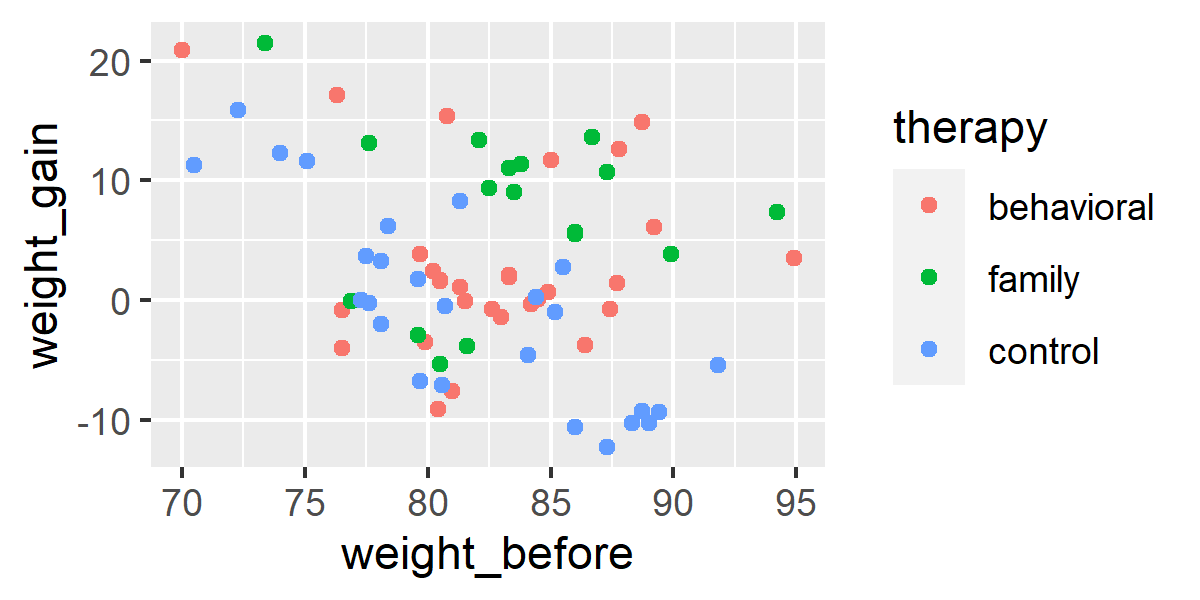 weight_gain
20
10
0
-10
70 75 80 85 90 95
weight_before
therapy
behavioral
family
control